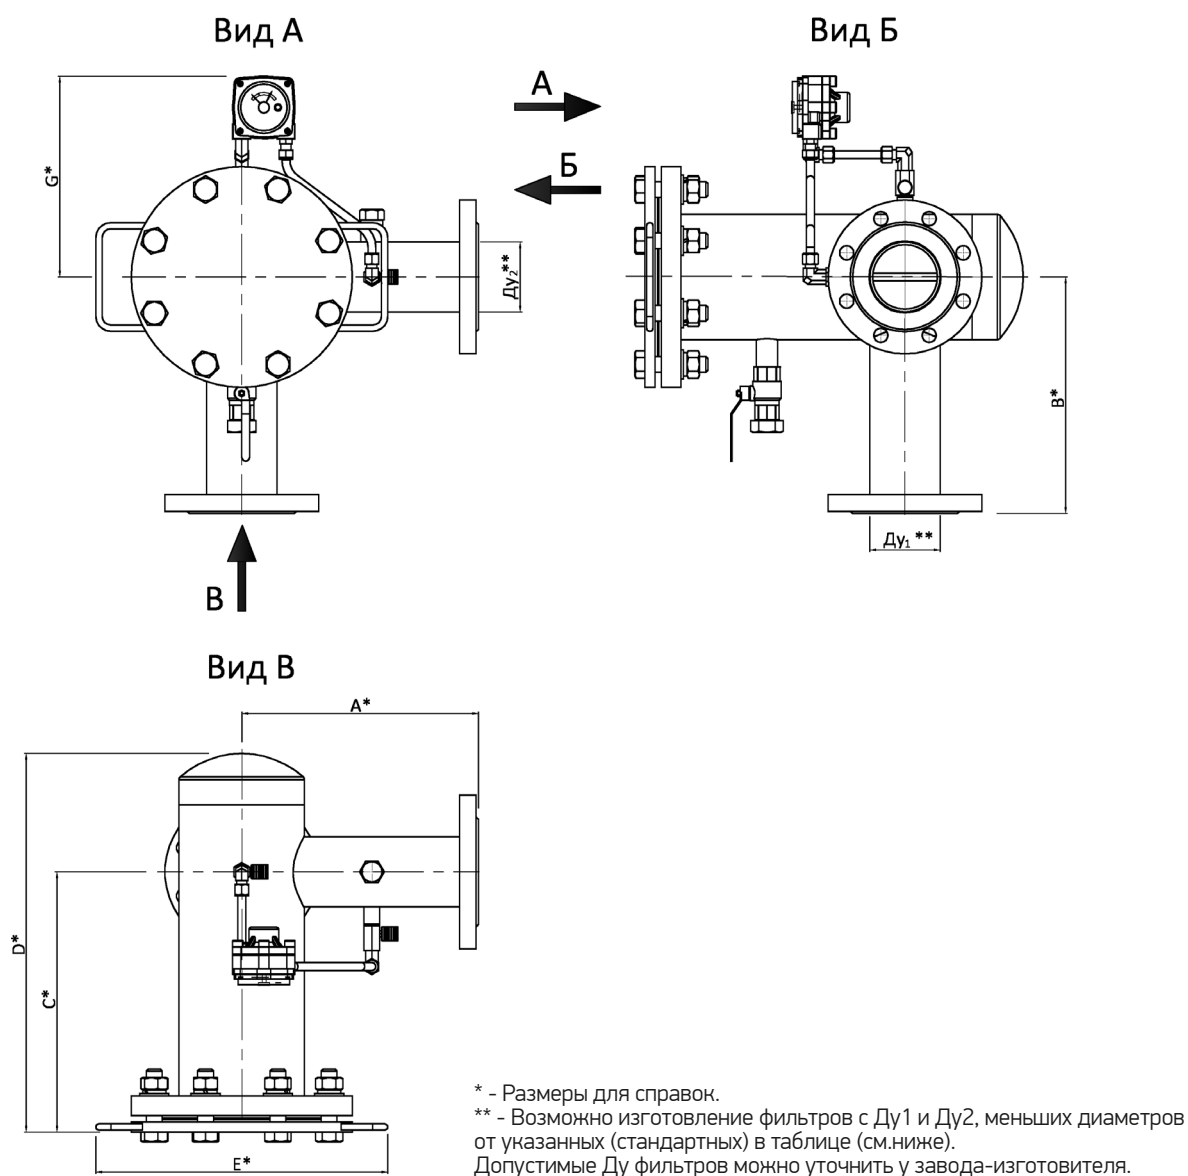 Вид А
Вид Б
G*
Ду₂**
А
Б
В*
Ду₁**
В
Вид В
A*
D*
C*
E*
* - Размеры для справок.
** - Возможно изготовление фильтров с Ду1 и Ду2, меньших диаметров
от указанных (стандартных) в таблице (см.ниже).
Допустимые Ду фильтров можно уточнить у завода-изготовителя.